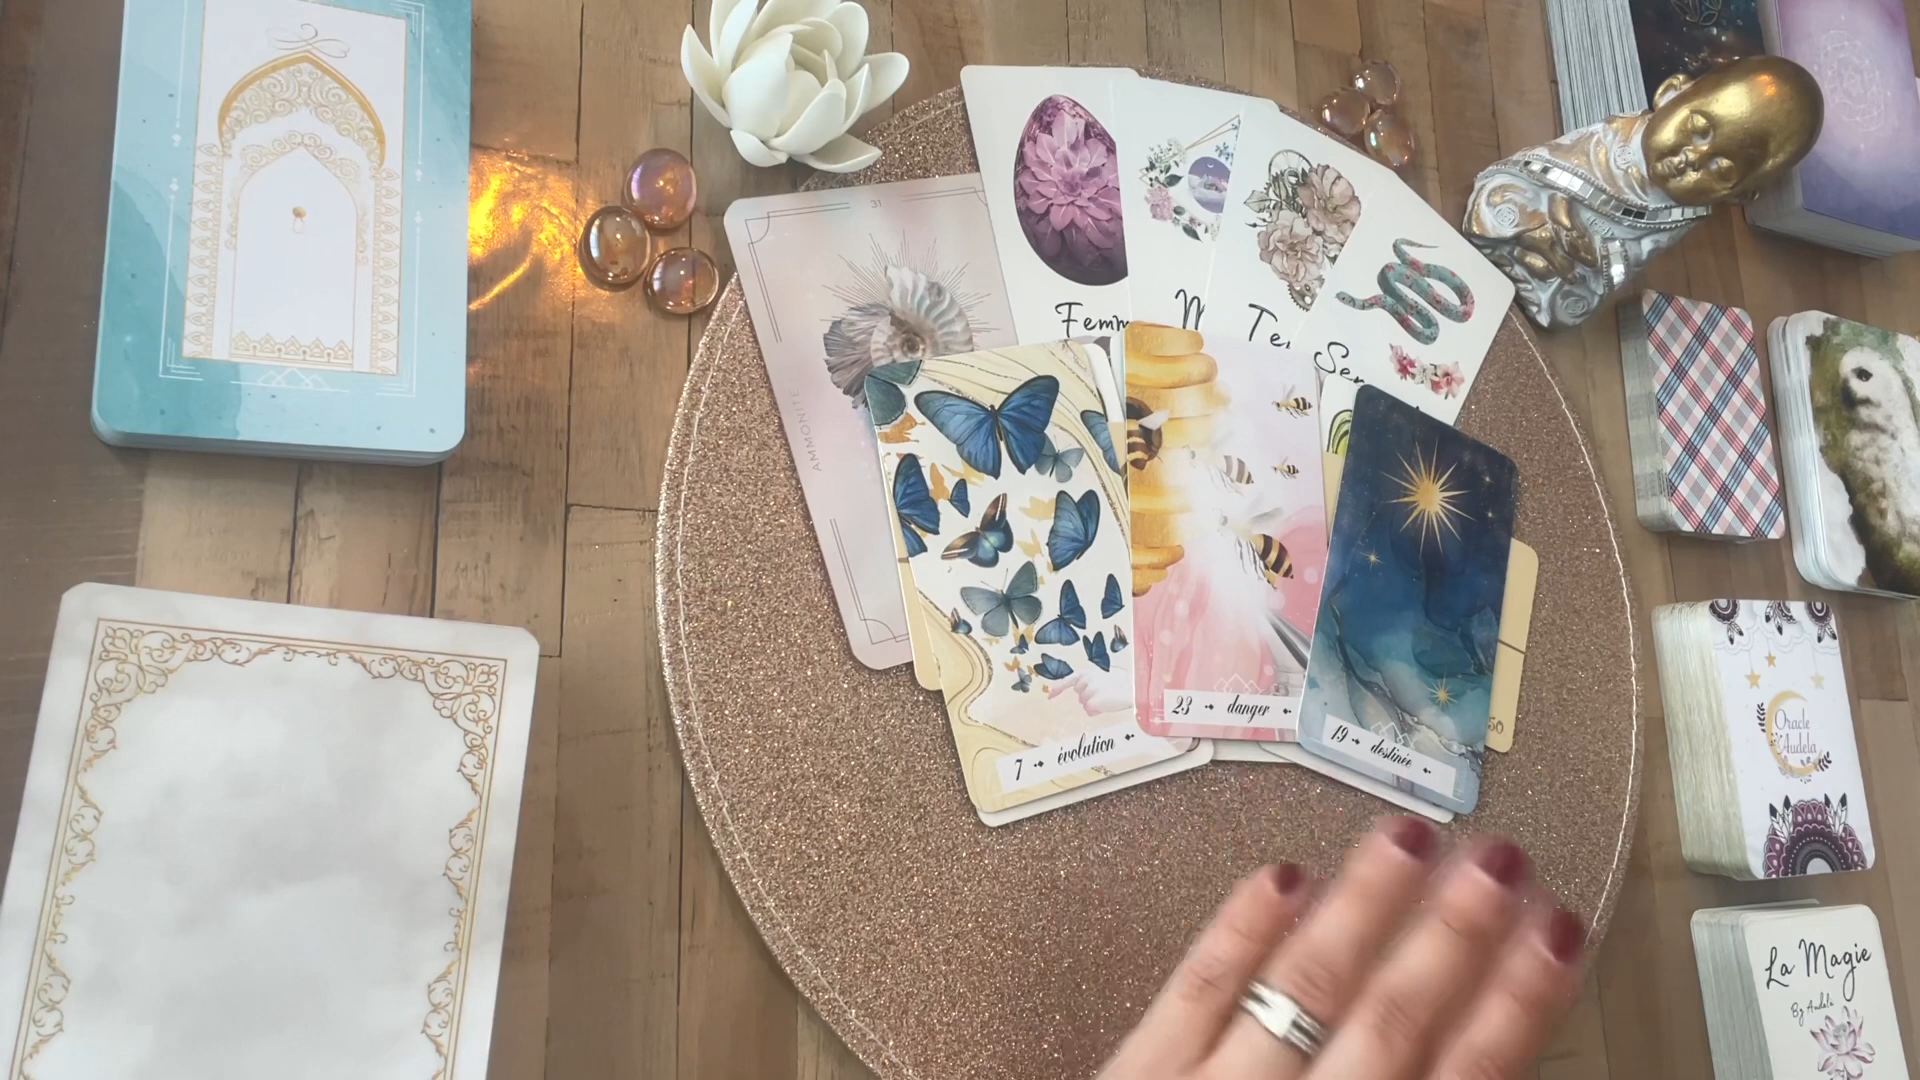 31
AMMONITE
Femm
M
Te
Ser
7 évolution
23 danger
19 destinée
50
Oracle
Audela
La Magie
By Audela